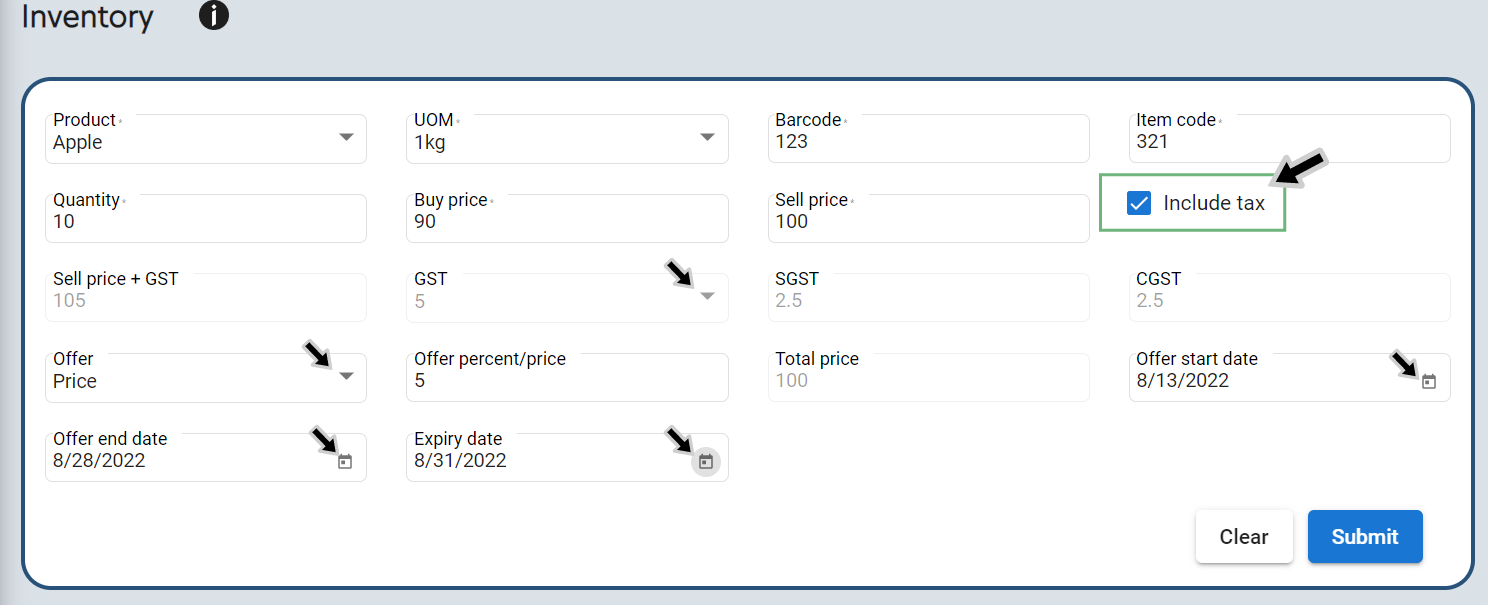 Inventory
Product* UOM* Barcode* Item code*
Apple 1kg 123 321
Quantity* Buy price* Sell price* Include tax
10 90 100
Sell price + GST GST SGST CGST
105 5 2.5 2.5
Offer Offer percent/price Total price Offer start date
Price 5 100 8/13/2022
Offer end date Expiry date
8/28/2022 8/31/2022
Clear Submit